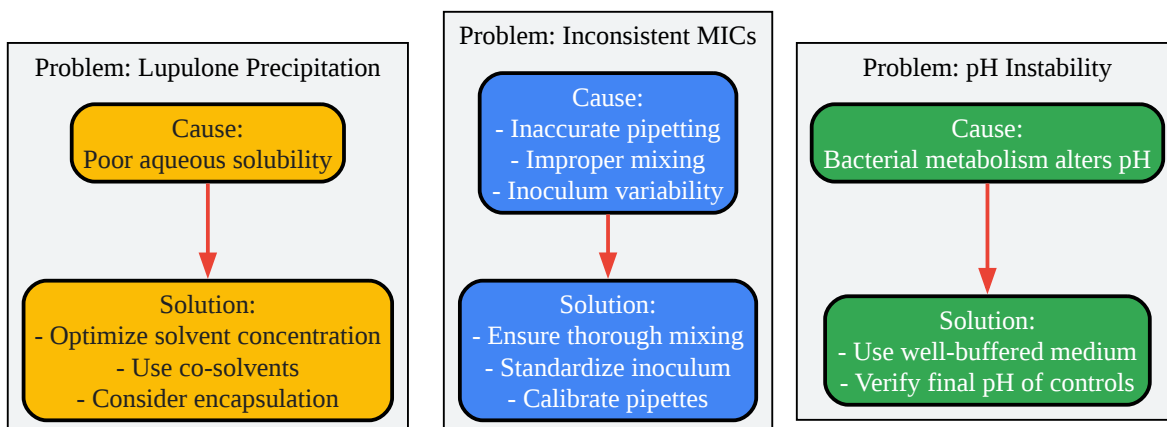 Problem: Lupulone Precipitation
Cause:
Poor aqueous solubility
Solution:
- Optimize solvent concentration
- Use co-solvents
- Consider encapsulation
Problem: Inconsistent MICs
Cause:
- Inaccurate pipetting
- Improper mixing
- Inoculum variability
Solution:
- Ensure thorough mixing
- Standardize inoculum
- Calibrate pipettes
Problem: pH Instability
Cause:
Bacterial metabolism alters pH
Solution:
- Use well-buffered medium
- Verify final pH of controls